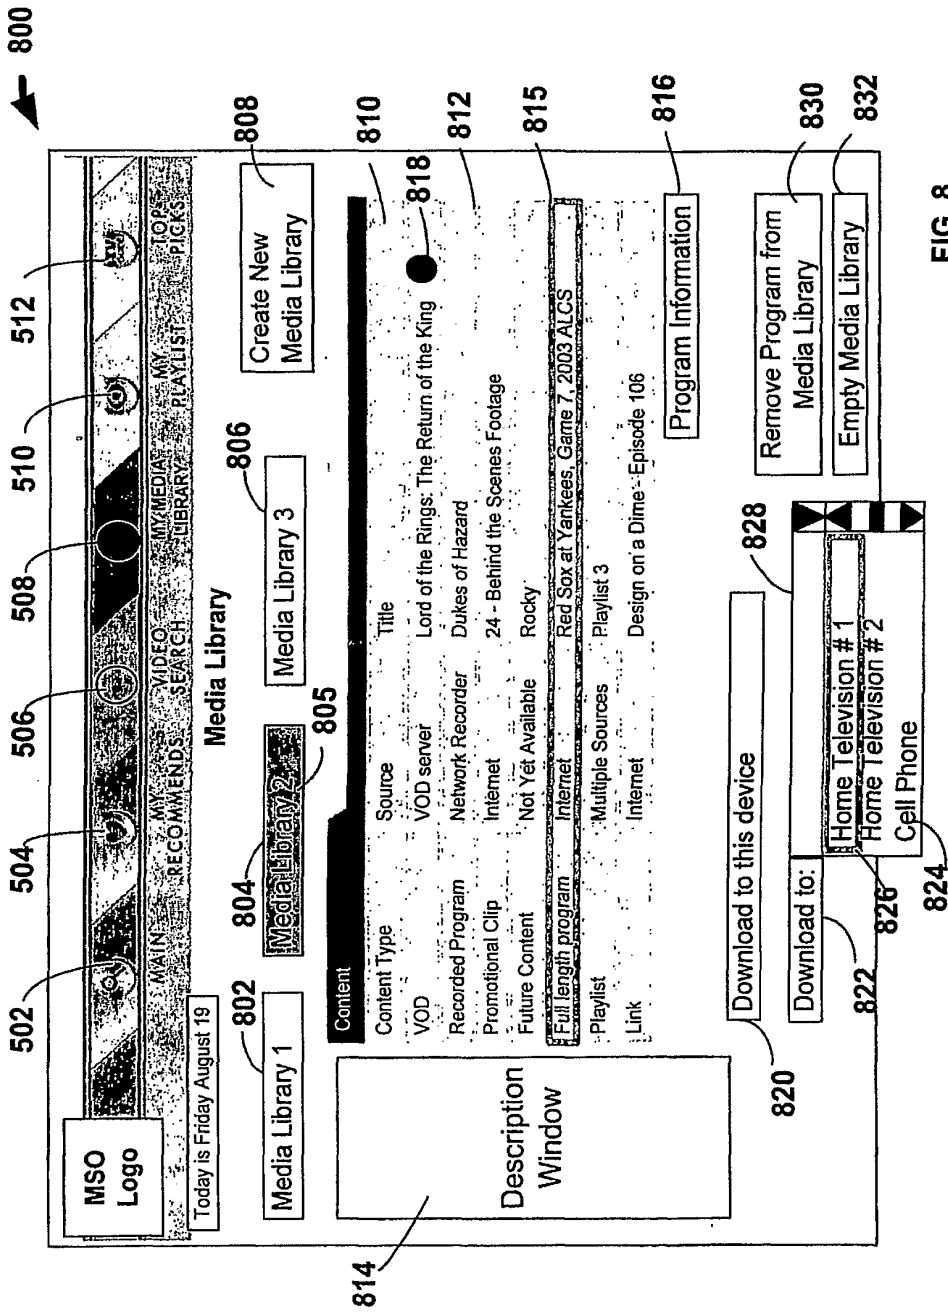 800
502
504
506
508
510
512
MSO
Logo
MAIN
MY
RECOMMENDS
VIDEO
SEARCH
MY MEDIA
LIBRARY
MY
PLAYLIST
TOP
PICKS
Today is Friday August 19
Media Library
802
804
805
806
808
Media Library 1
Media Library 2
Media Library 3
Create New
Media Library
814
Description
Window
Content
810
Content Type Source Title
VOD VOD server Lord of the Rings: The Return of the King
818
Recorded Program Network Recorder Dukes of Hazard
812
Promotional Clip Internet 24 - Behind the Scenes Footage
Future Content Not Yet Available Rocky
Full length program Internet Red Sox at Yankees, Game 7, 2003 ALCS
815
Playlist Multiple Sources Playlist 3
Link Internet Design on a Dime - Episode 106
Program Information
816
820
Download to this device
828
Download to:
822
Home Television # 1
Home Television # 2
Cell Phone
826
824
Remove Program from
Media Library
830
Empty Media Library
832
FIG. 8